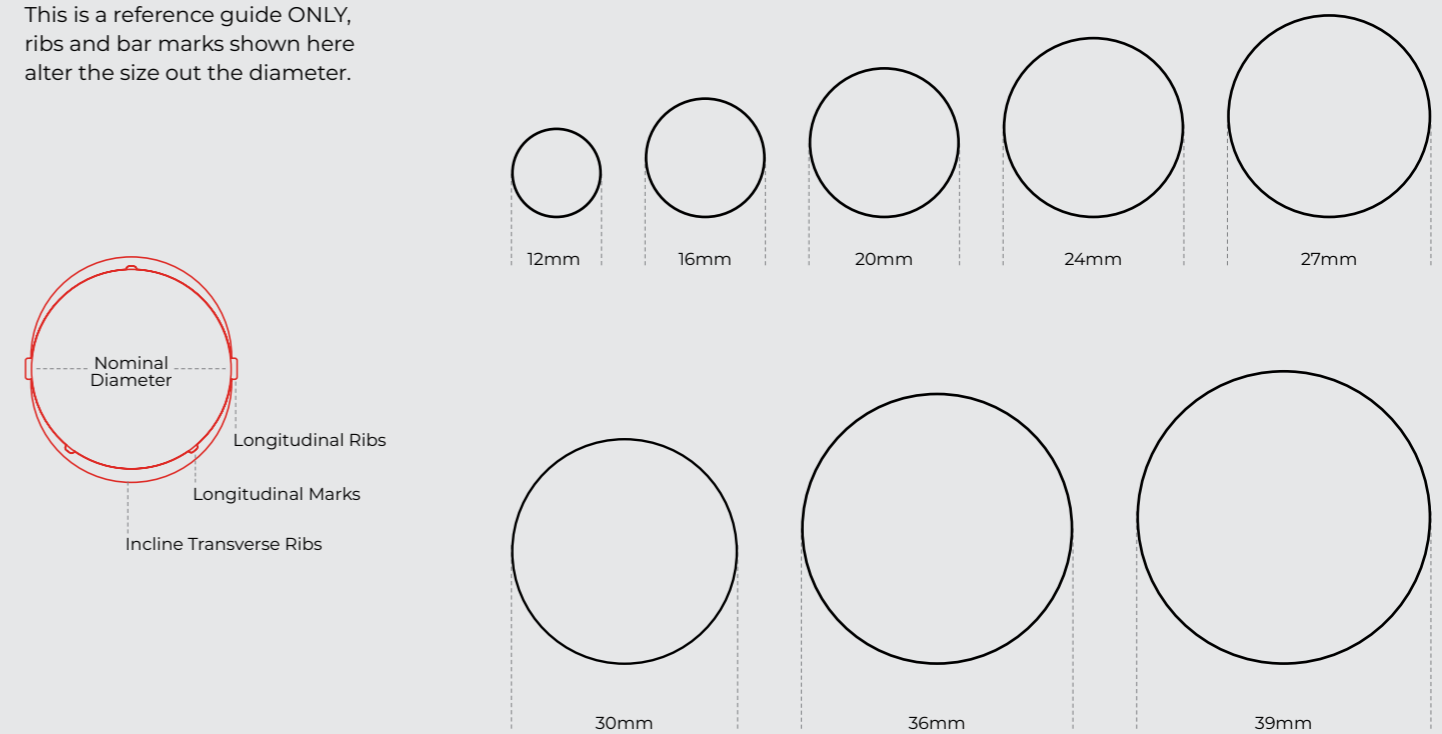 This is a reference guide ONLY,
ribs and bar marks shown here
alter the size out the diameter.
12mm
16mm
20mm
24mm
27mm
Nominal
Diameter
Longitudinal Ribs
Longitudinal Marks
Incline Transverse Ribs
30mm
36mm
39mm